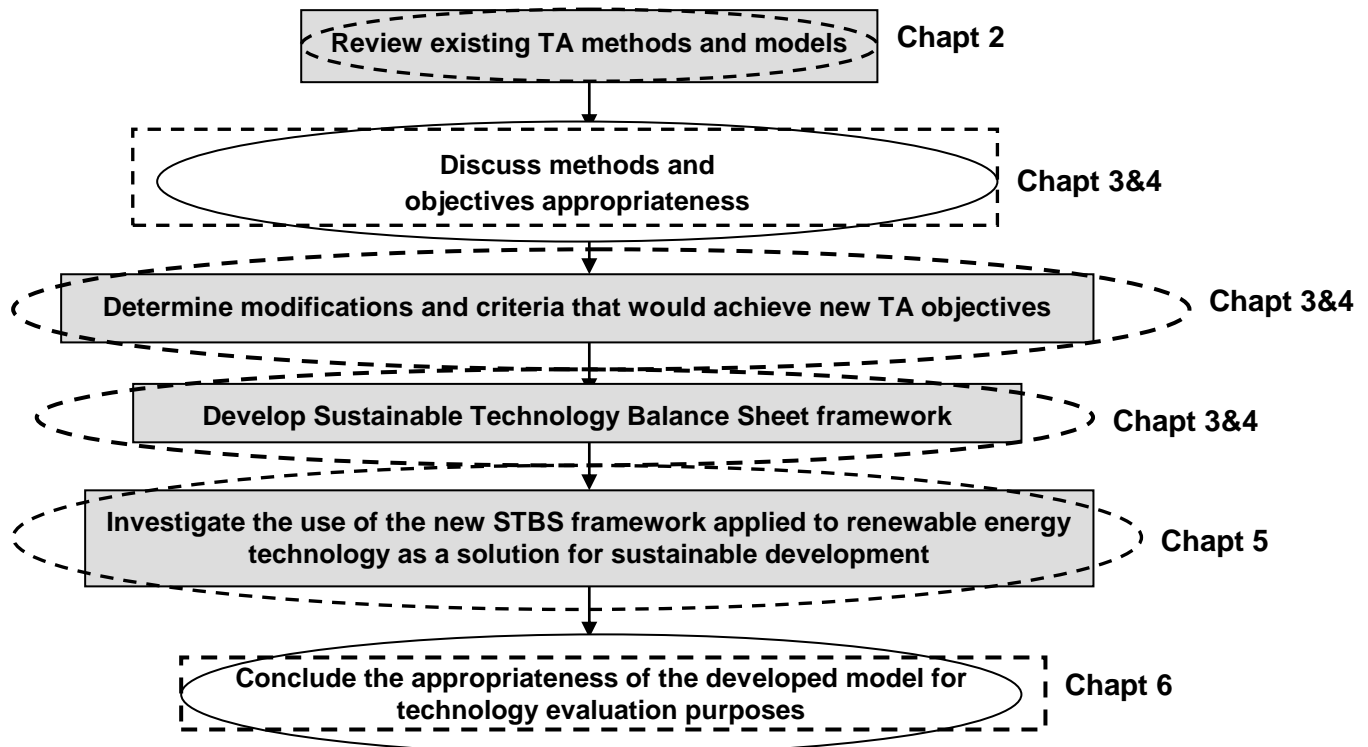 Review existing TA methods and models
Chapt 2
Discuss methods and
objectives appropriateness
Chapt 3&4
Determine modifications and criteria that would achieve new TA objectives
Chapt 3&4
Develop Sustainable Technology Balance Sheet framework
Chapt 3&4
Investigate the use of the new STBS framework applied to renewable energy
technology as a solution for sustainable development
Chapt 5
Conclude the appropriateness of the developed model for
technology evaluation purposes
Chapt 6